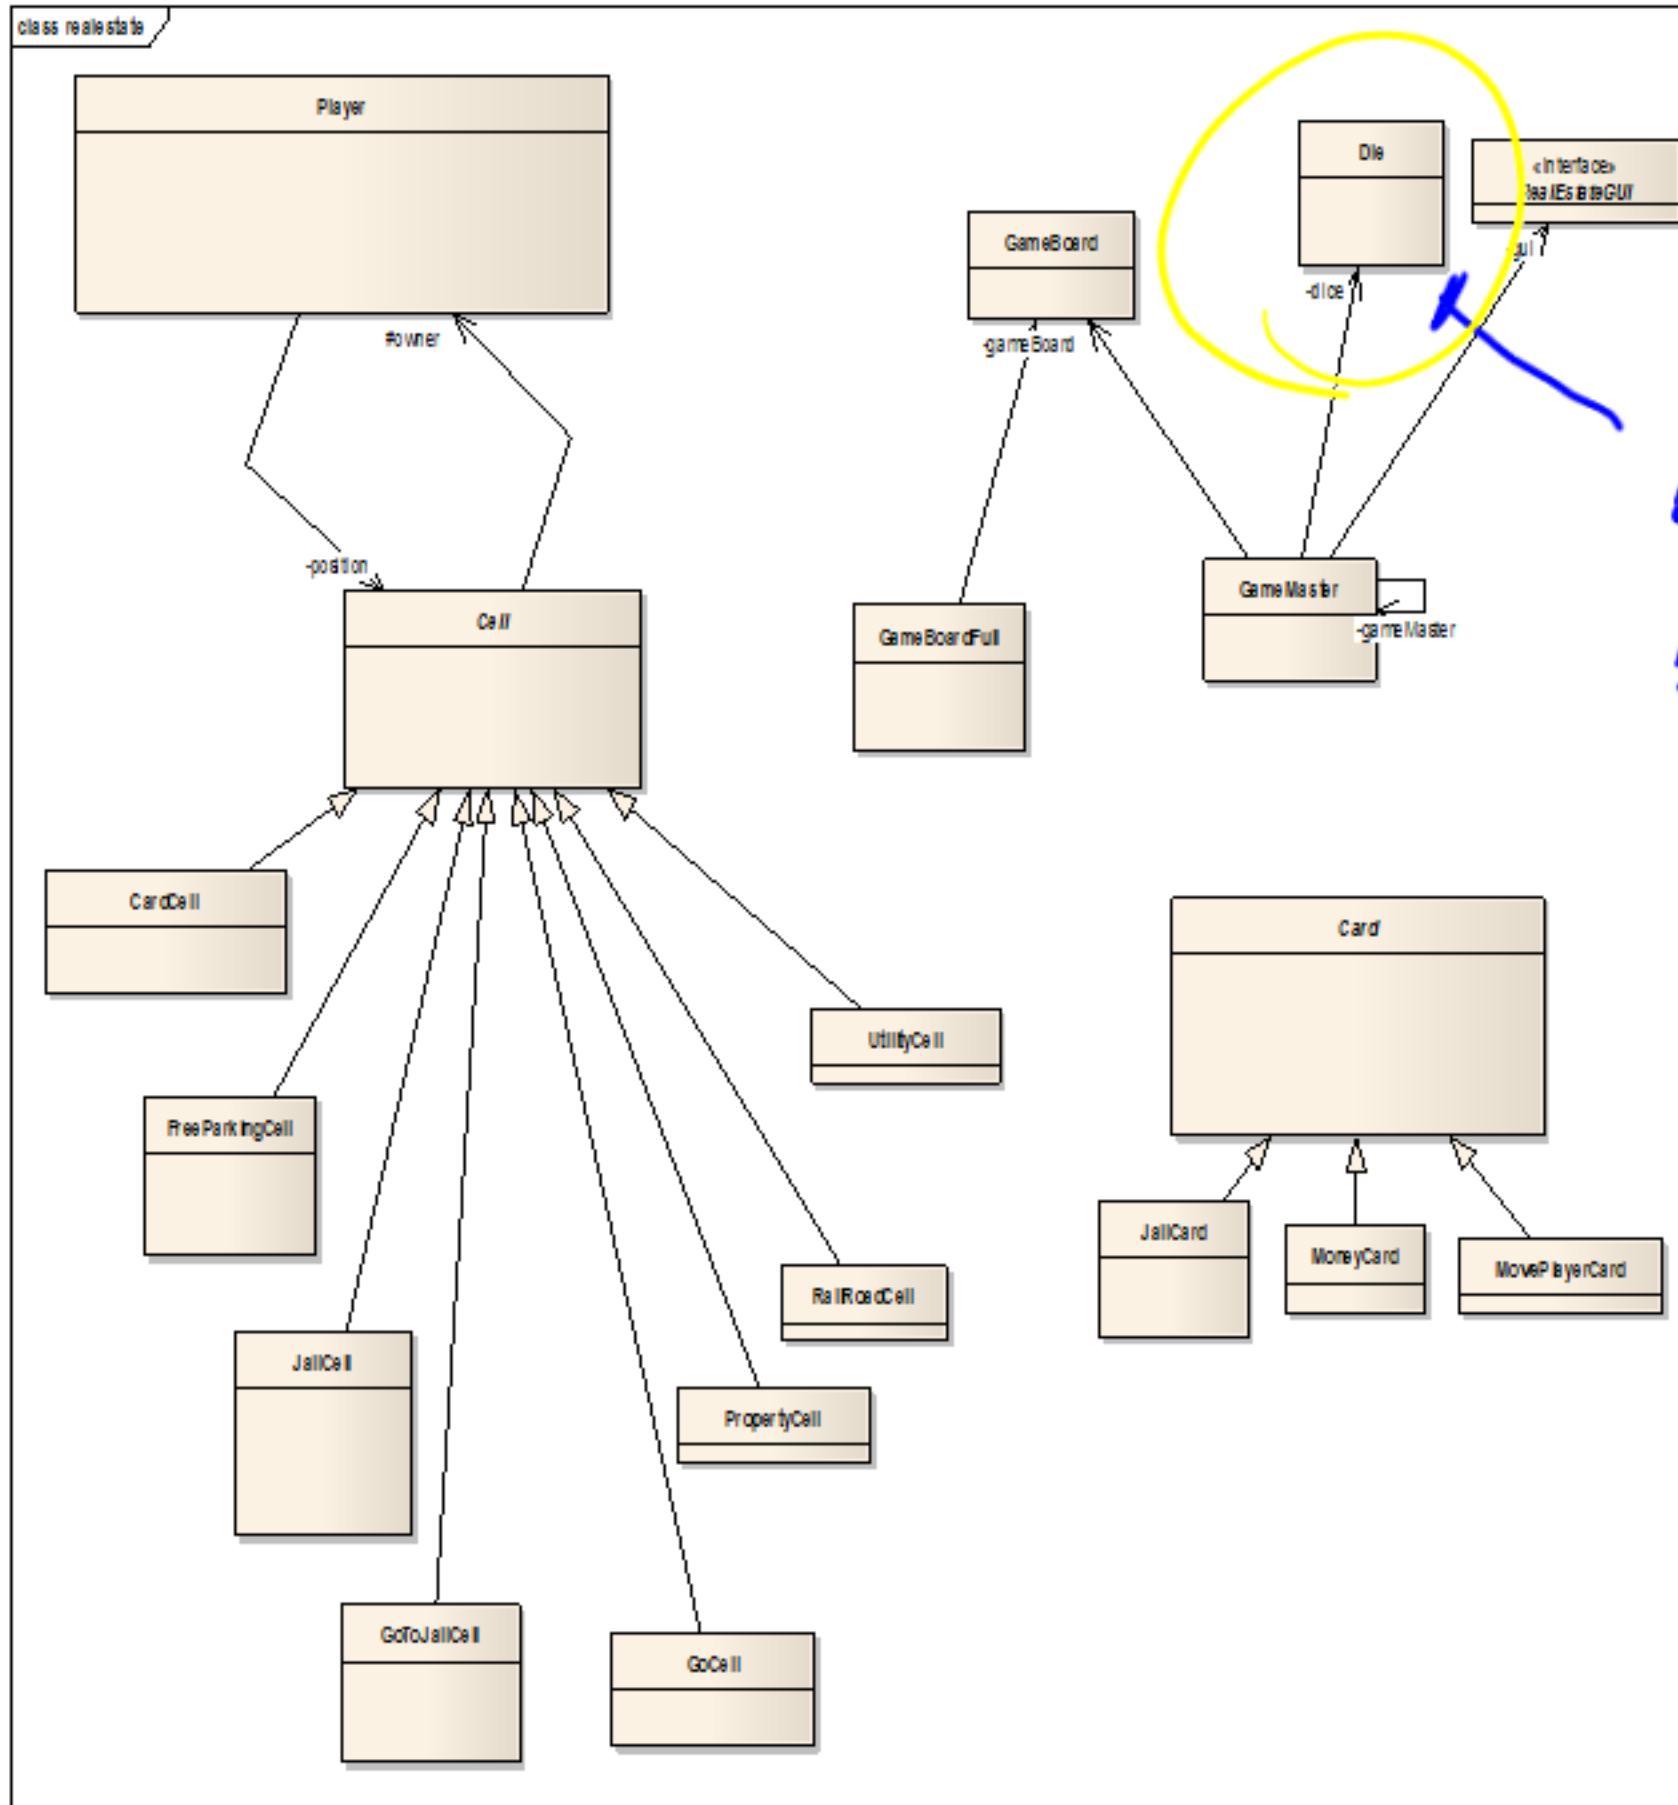 class realestate
Player
Die
«interface»
RealEstateGUI
GameBoard
-gui
-dice
#owner
-gameBoard
-position
GameMaster
Cell
-gameMaster
GameBoardFull
CardCell
Card
UtilityCell
FreeParkingCell
JailCard
MoneyCard
MovePlayerCard
RailRoadCell
JailCell
PropertyCell
GoToJailCell
GoCell